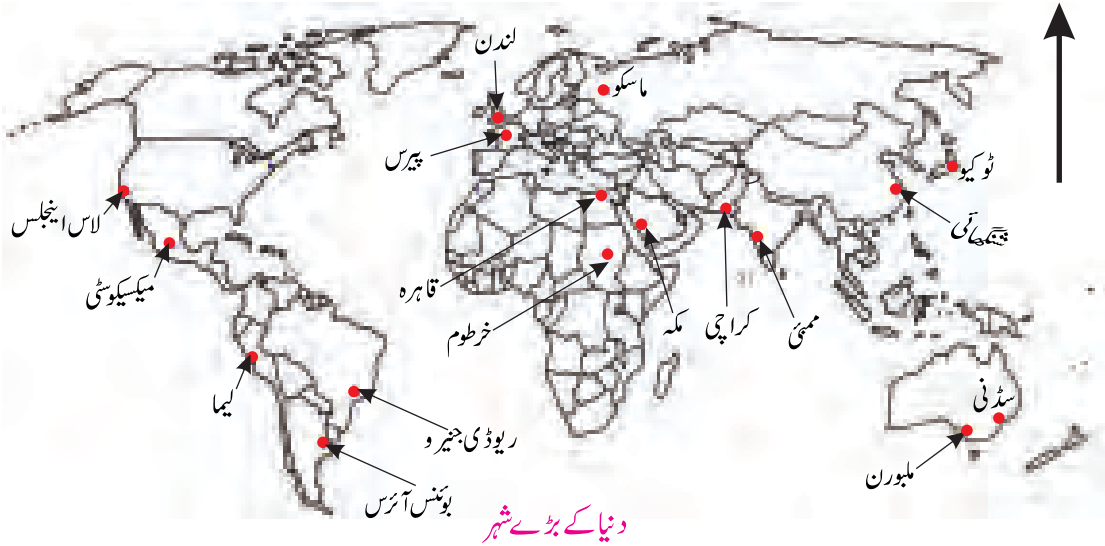 لندن
ماسکو
پیرس
ٹوکیو
شنگھائی
لاس اینجلس
میکسیکوسٹی
قاہرہ
خرطوم
مکہ
کراچی
ممبئی
لیما
ریوڈی جنیرو
بوئنس آئرس
سڈنی
ملبورن
دنیا کے بڑے شہر